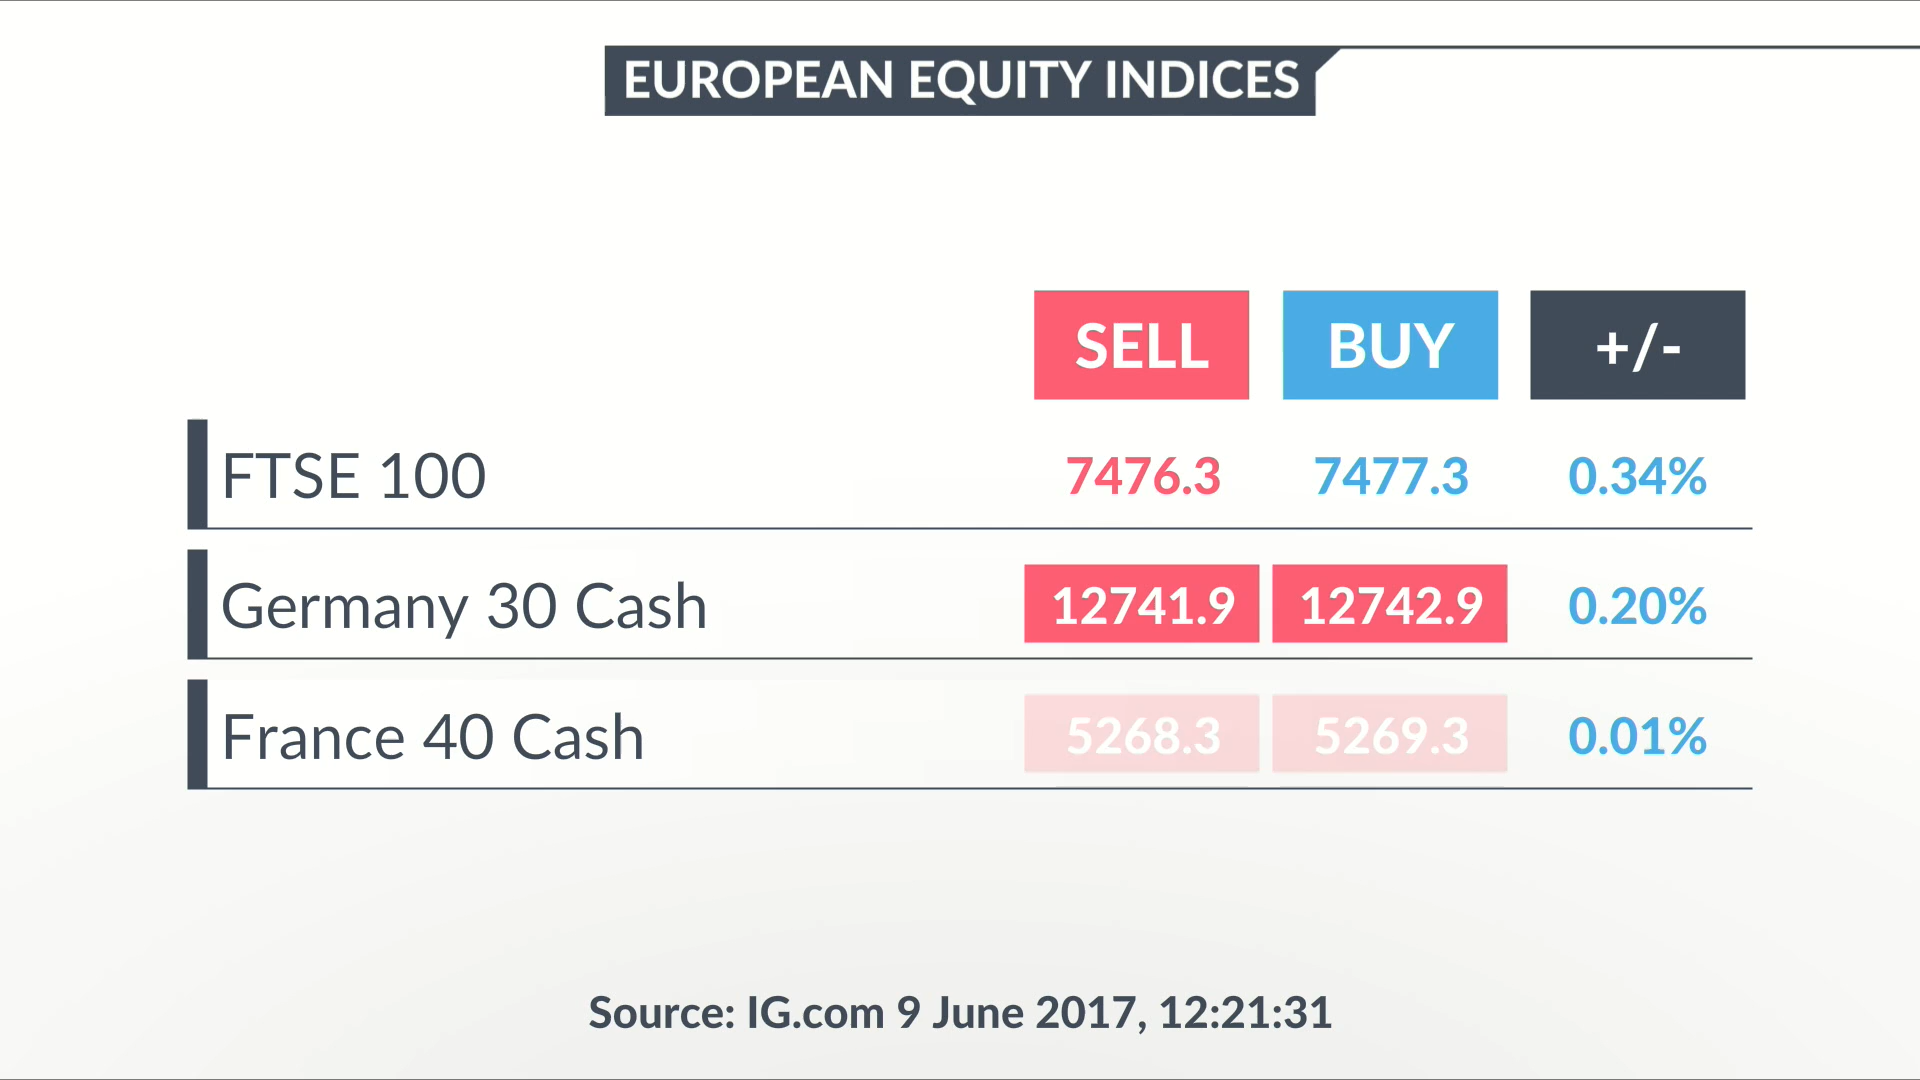 EUROPEAN EQUITY INDICES
SELL BUY +/-
FTSE 100 7476.3 7477.3 0.34%
Germany 30 Cash 12741.9 12742.9 0.20%
France 40 Cash 5268.3 5269.3 0.01%
Source: IG.com 9 June 2017, 12:21:31